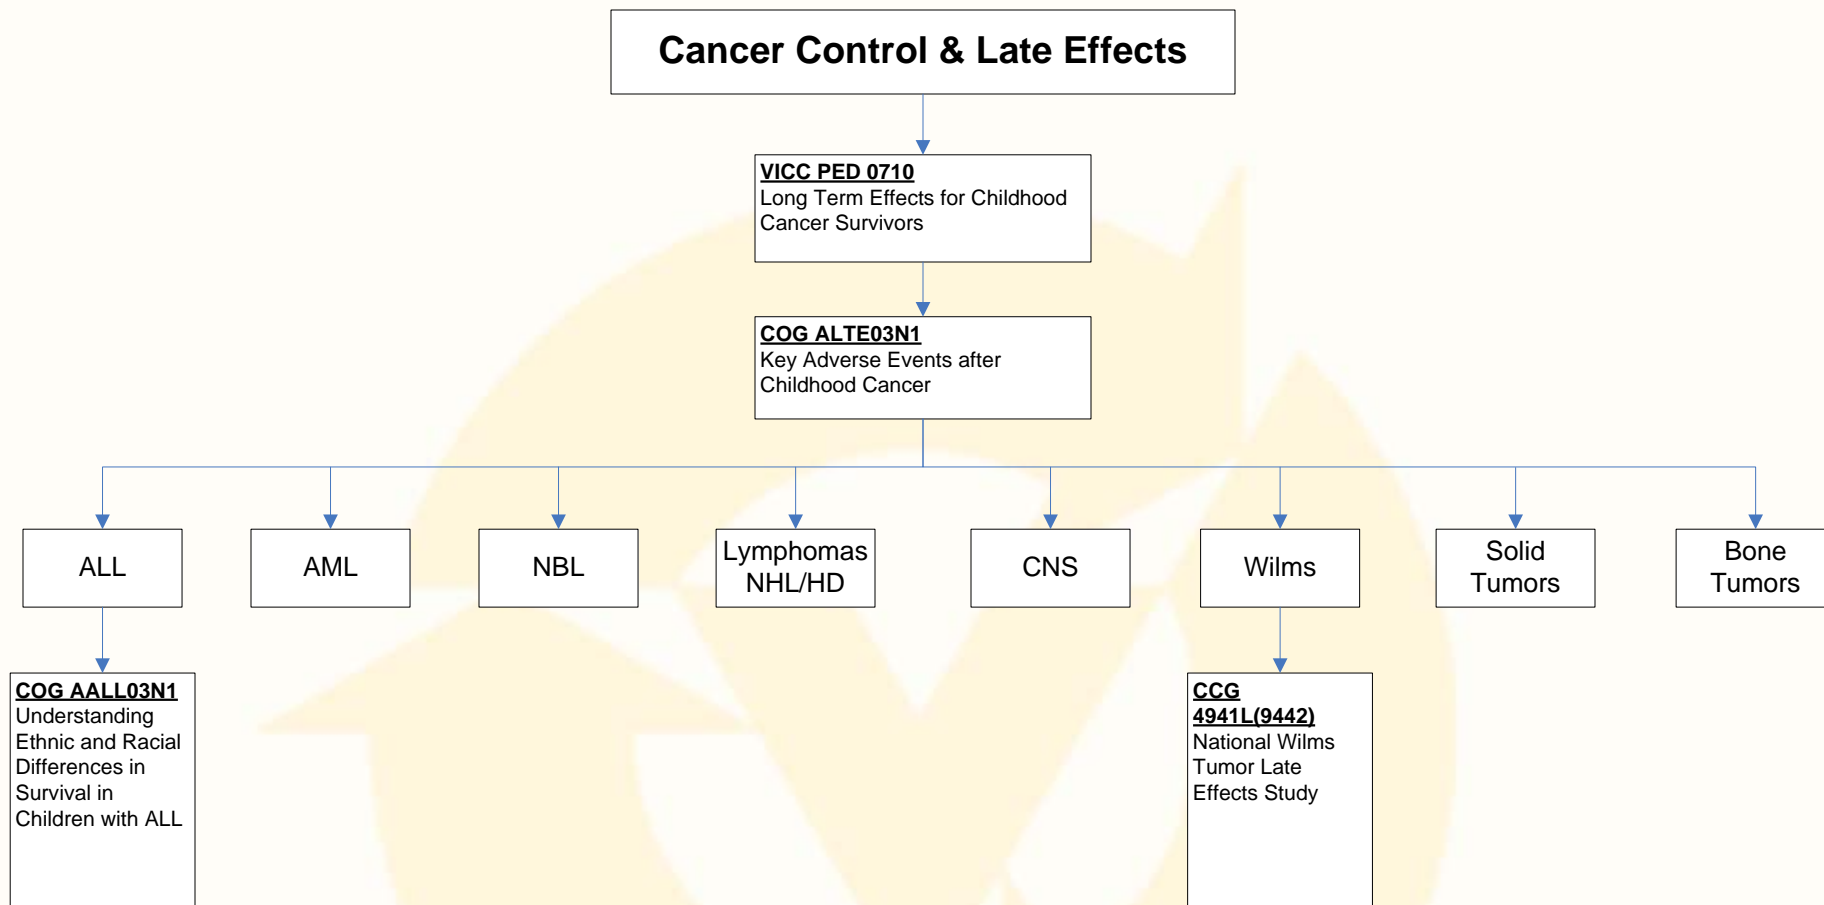 Cancer Control & Late Effects
VICC PED 0710
Long Term Effects for Childhood
Cancer Survivors
COG ALTE03N1
Key Adverse Events after
Childhood Cancer
ALL
AML
NBL
Lymphomas
NHL/HD
CNS
Wilms
Solid
Tumors
Bone
Tumors
COG AALL03N1
Understanding
Ethnic and Racial
Differences in
Survival in
Children with ALL
CCG
4941L(9442)
National Wilms
Tumor Late
Effects Study